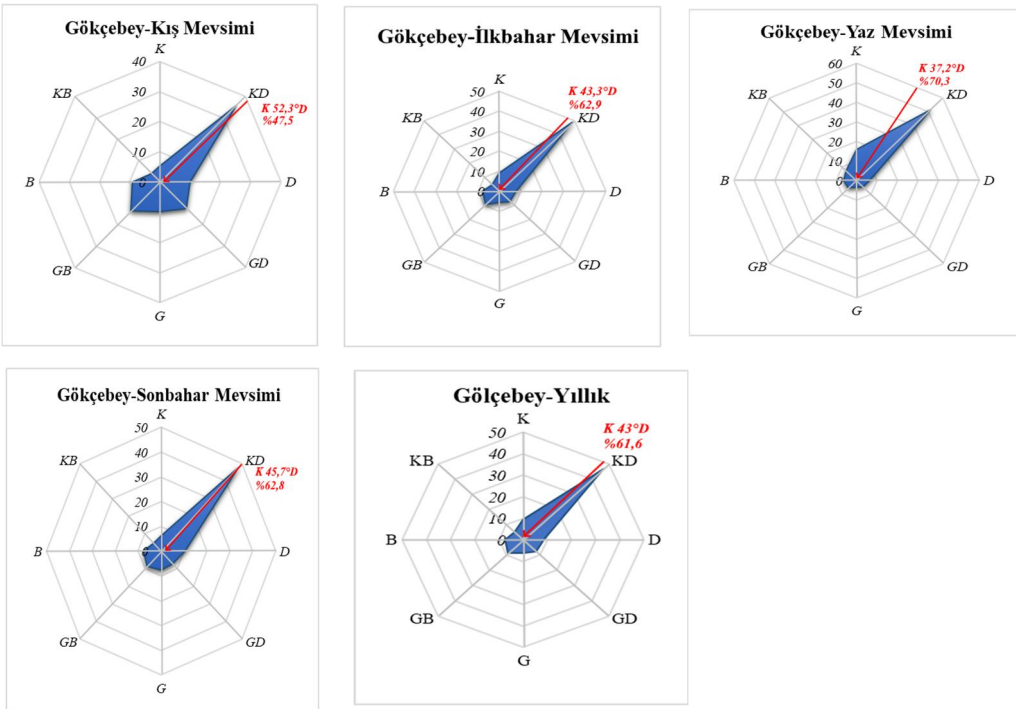 Gökçebey-Kış Mevsimi
K
40
30
20
10
0
KB
KD
K 52,3°D
%47,5
B
D
GB
GD
G
Gökçebey-İlkbahar Mevsimi
K
50
40
30
20
10
0
KB
KD
K 43,3°D
%62,9
B
D
GB
GD
G
Gökçebey-Yaz Mevsimi
K
60
50
40
30
20
10
0
KB
KD
K 37,2°D
%70,3
B
D
GB
GD
G
Gökçebey-Sonbahar Mevsimi
K
50
40
30
20
10
0
KB
KD
K 45,7°D
%62,8
B
D
GB
GD
G
Gölçebey-Yıllık
K
50
40
30
20
10
0
KB
KD
K 43°D
%61,6
B
D
GB
GD
G